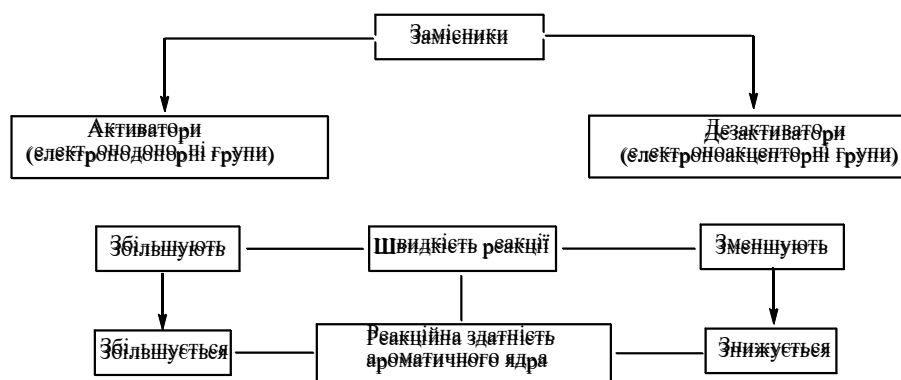 Замісники
Активатори
(електронодонорні групи)
Дезактиватори
(електроноакцепторні групи)
Збільшують
Швидкість реакції
Зменшують
Збільшується
Реакційна здатність
ароматичного ядра
Знижується